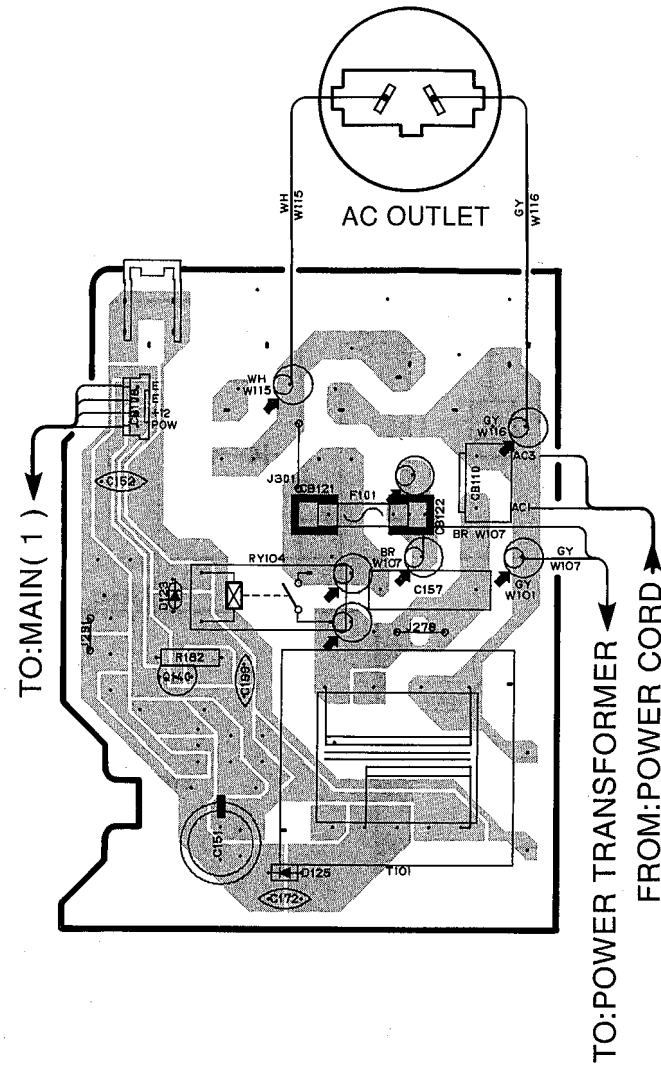 AC OUTLET
WH
W115
GY
W116
WH
W115
E
E
+12
POW
GY
W116
AC3
J301
CB121
F101
CB110
C152
CB122
AC1
BR W107
RY104
BR
W107
GY
W107
D123
C157
GY
W101
J281
J278
R182
Q140
C199
C151
D125
T101
C172
TO:MAIN(1)
TO:POWER TRANSFORMER
FROM:POWER CORD